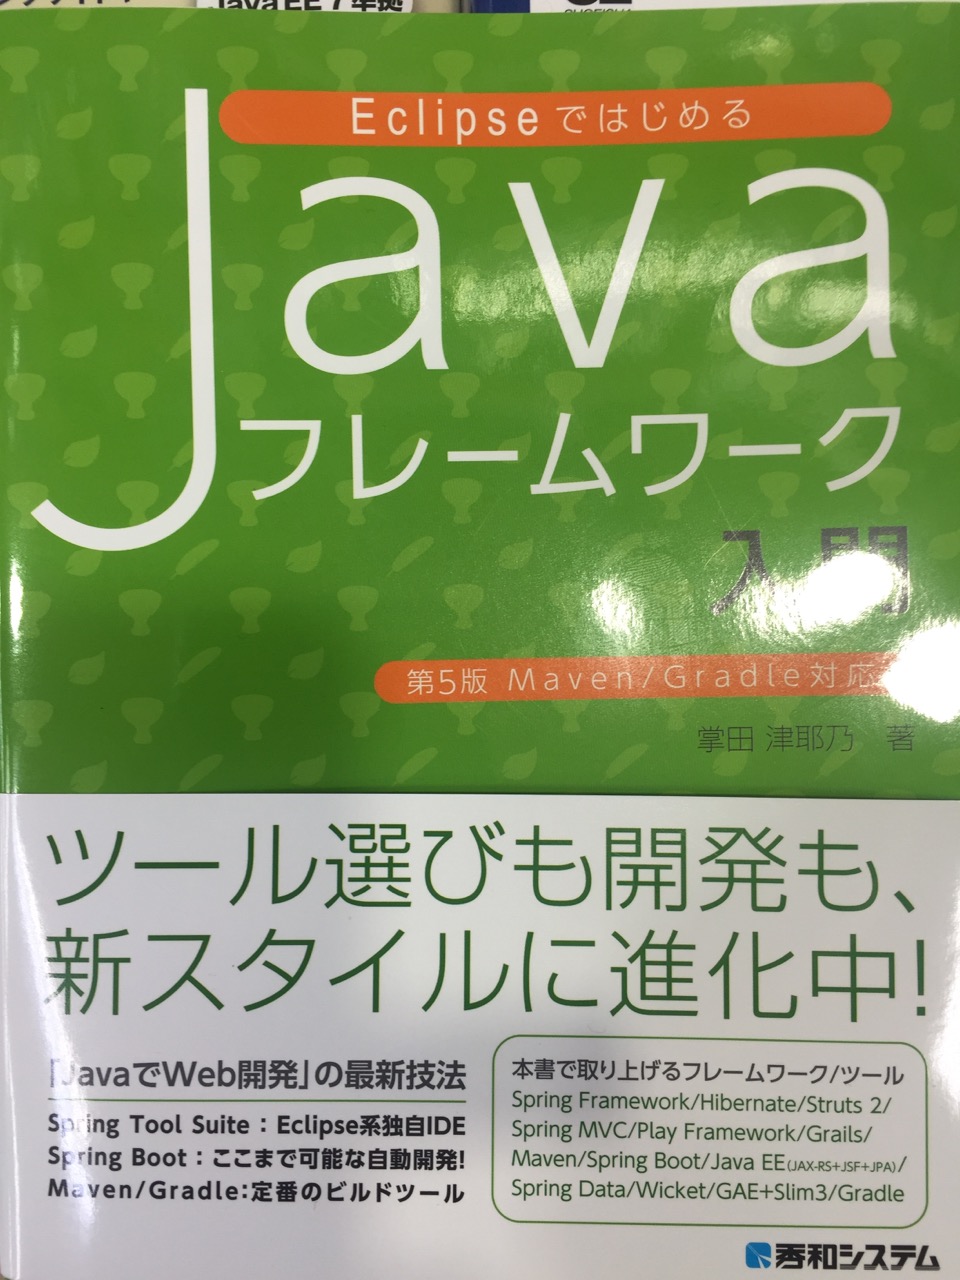 Java EE 7 準拠
Eclipseではじめる
Java
フレームワーク
入門
第5版 Maven/Gradle対応
掌田 津耶乃 著
ツール選びも開発も、
新スタイルに進化中!
「JavaでWeb開発」の最新技法
Spring Tool Suite：Eclipse系独自IDE
Spring Boot：ここまで可能な自動開発!
Maven/Gradle:定番のビルドツール
本書で取り上げるフレームワーク/ツール
Spring Framework/Hibernate/Struts 2/
Spring MVC/Play Framework/Grails/
Maven/Spring Boot/Java EE(JAX-RS+JSF+JPA)/
Spring Data/Wicket/GAE+Slim3/Gradle
秀和システム